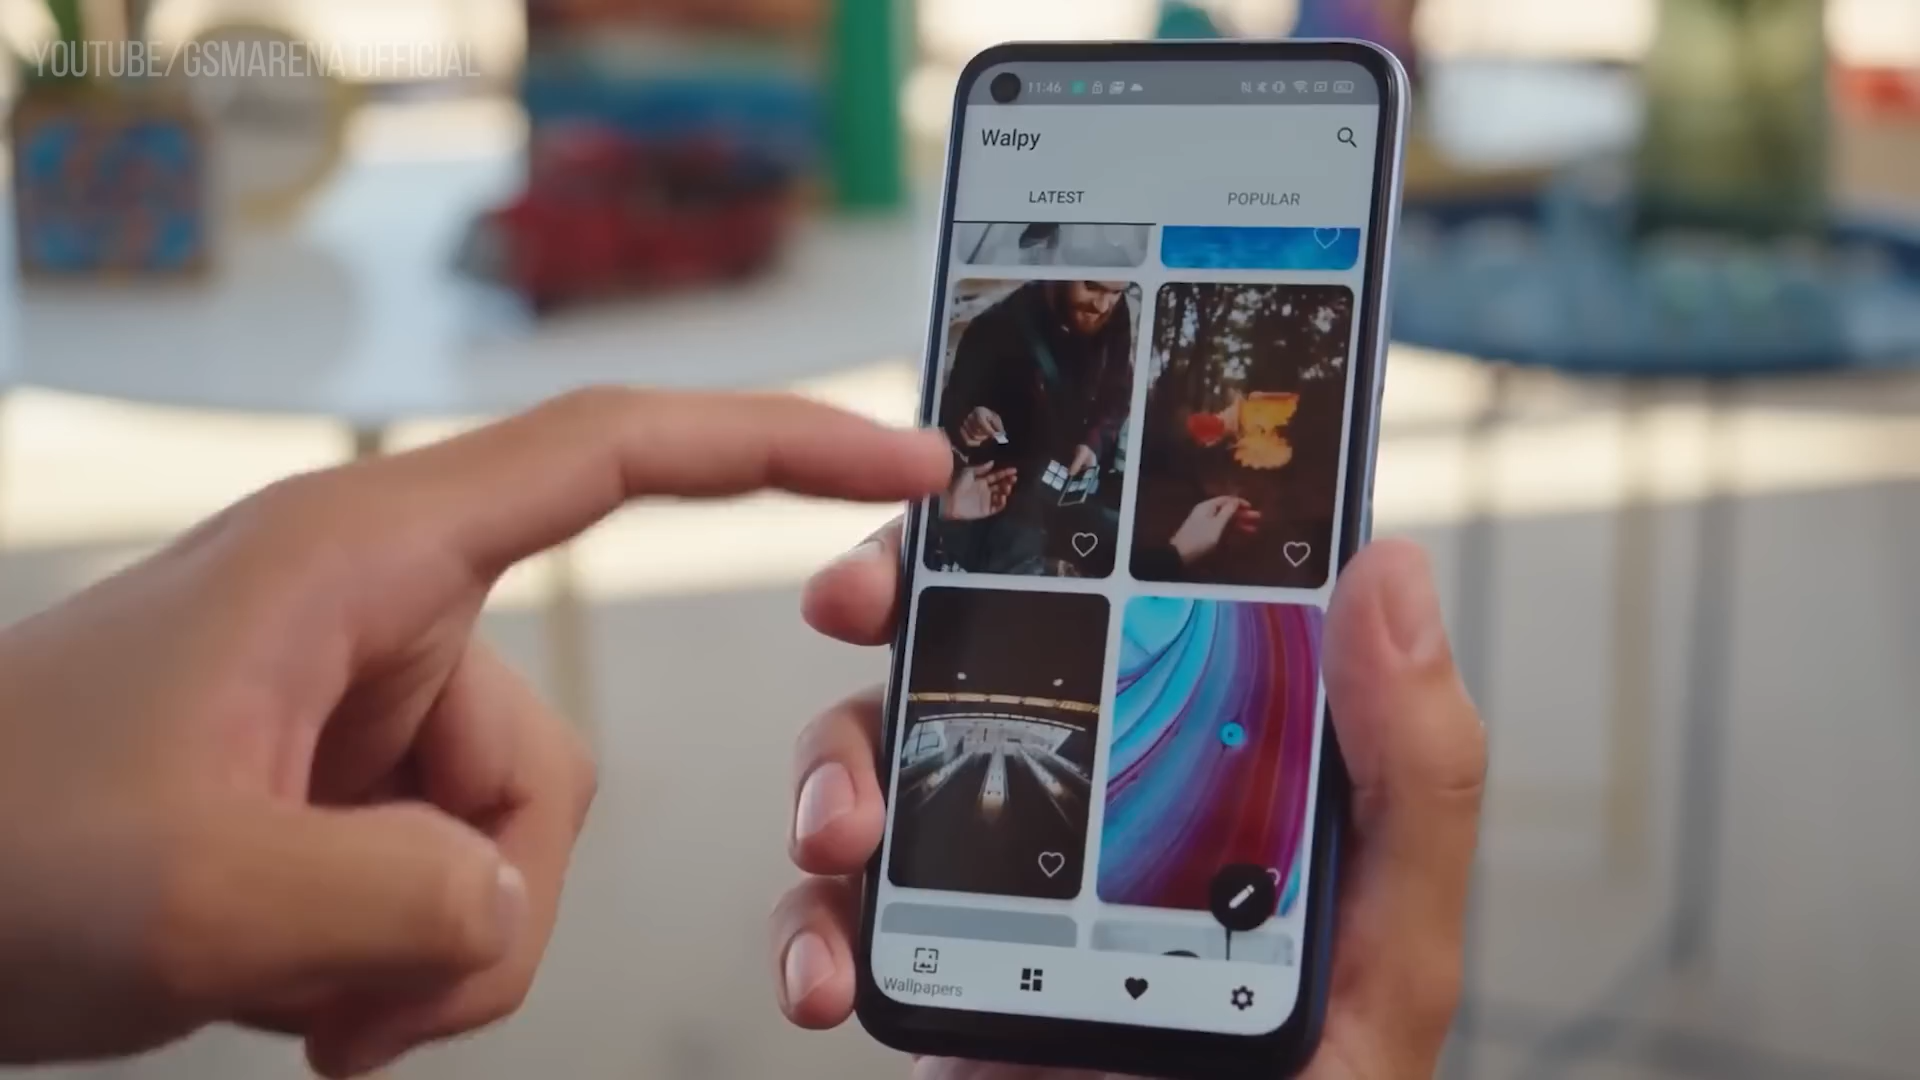 YOUTUBE/GSMARENA OFFICIAL
11:46
Walpy
LATEST
POPULAR
Wallpapers